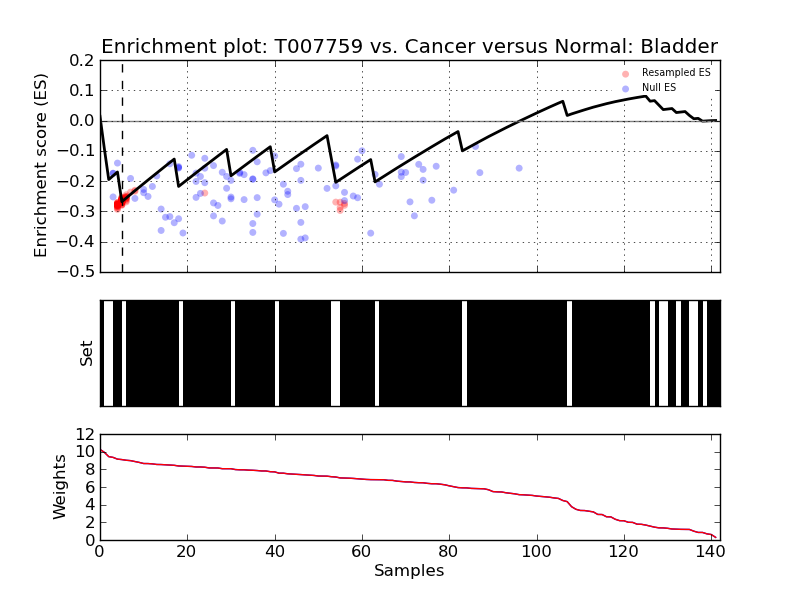 Enrichment plot: T007759 vs. Cancer versus Normal: Bladder
Enrichment score (ES)
0.2
0.1
0.0
−0.1
−0.2
−0.3
−0.4
−0.5
Resampled ES
Null ES
Set
Weights
12
10
8
6
4
2
0
0 20 40 60 80 100 120 140
Samples